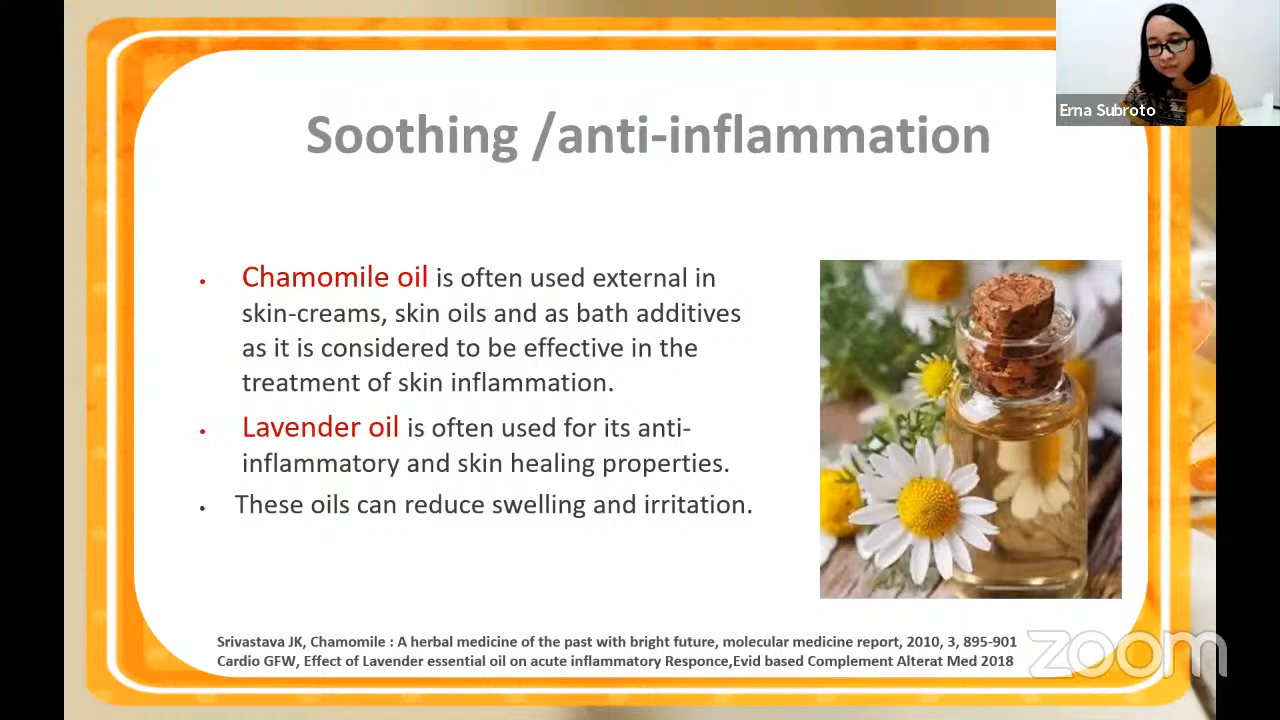 Erna Subroto
Soothing /anti-inflammation
• Chamomile oil is often used external in
skin-creams, skin oils and as bath additives
as it is considered to be effective in the
treatment of skin inflammation.
• Lavender oil is often used for its anti-
inflammatory and skin healing properties.
• These oils can reduce swelling and irritation.
Srivastava JK, Chamomile : A herbal medicine of the past with bright future, molecular medicine report, 2010, 3, 895-901
Cardio GFW, Effect of Lavender essential oil on acute inflammatory Responce,Evid based Complement Alterat Med 2018
zoom